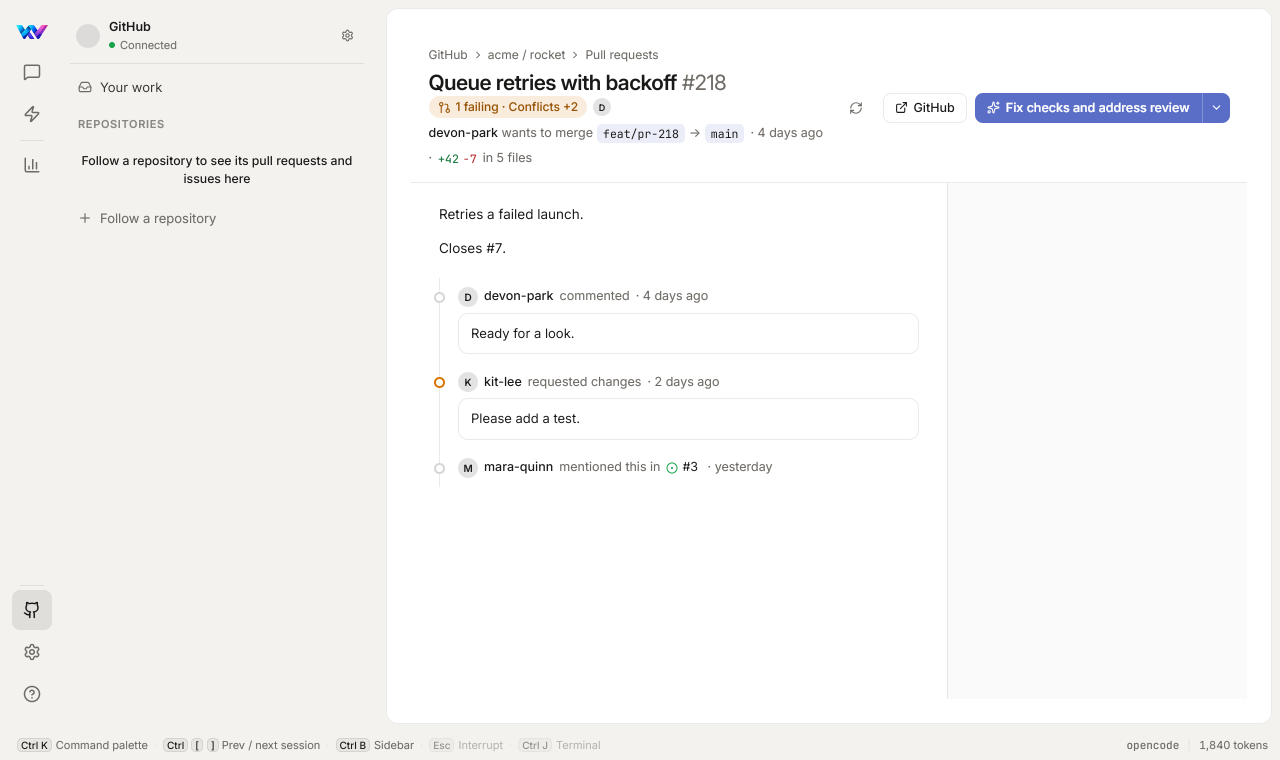 GitHub
Connected
Your work
REPOSITORIES
Follow a repository to see its pull requests and
issues here
Follow a repository
GitHub > acme / rocket > Pull requests
Queue retries with backoff #218
1 failing · Conflicts +2 D
GitHub
Fix checks and address review
devon-park wants to merge feat/pr-218 → main · 4 days ago
· +42 -7 in 5 files
Retries a failed launch.
Closes #7.
D devon-park commented · 4 days ago
Ready for a look.
K kit-lee requested changes · 2 days ago
Please add a test.
M mara-quinn mentioned this in #3 · yesterday
Ctrl K Command palette · Ctrl [ ] Prev / next session · Ctrl B Sidebar · Esc Interrupt · Ctrl J Terminal
opencode 1,840 tokens